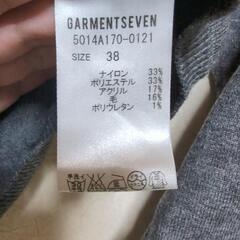 GARMENTSEVEN
5014A170-0121
SIZE 38
ナイロン 33%
ポリエステル 33%
アクリル 17%
毛 16%
ポリウレタン 1%